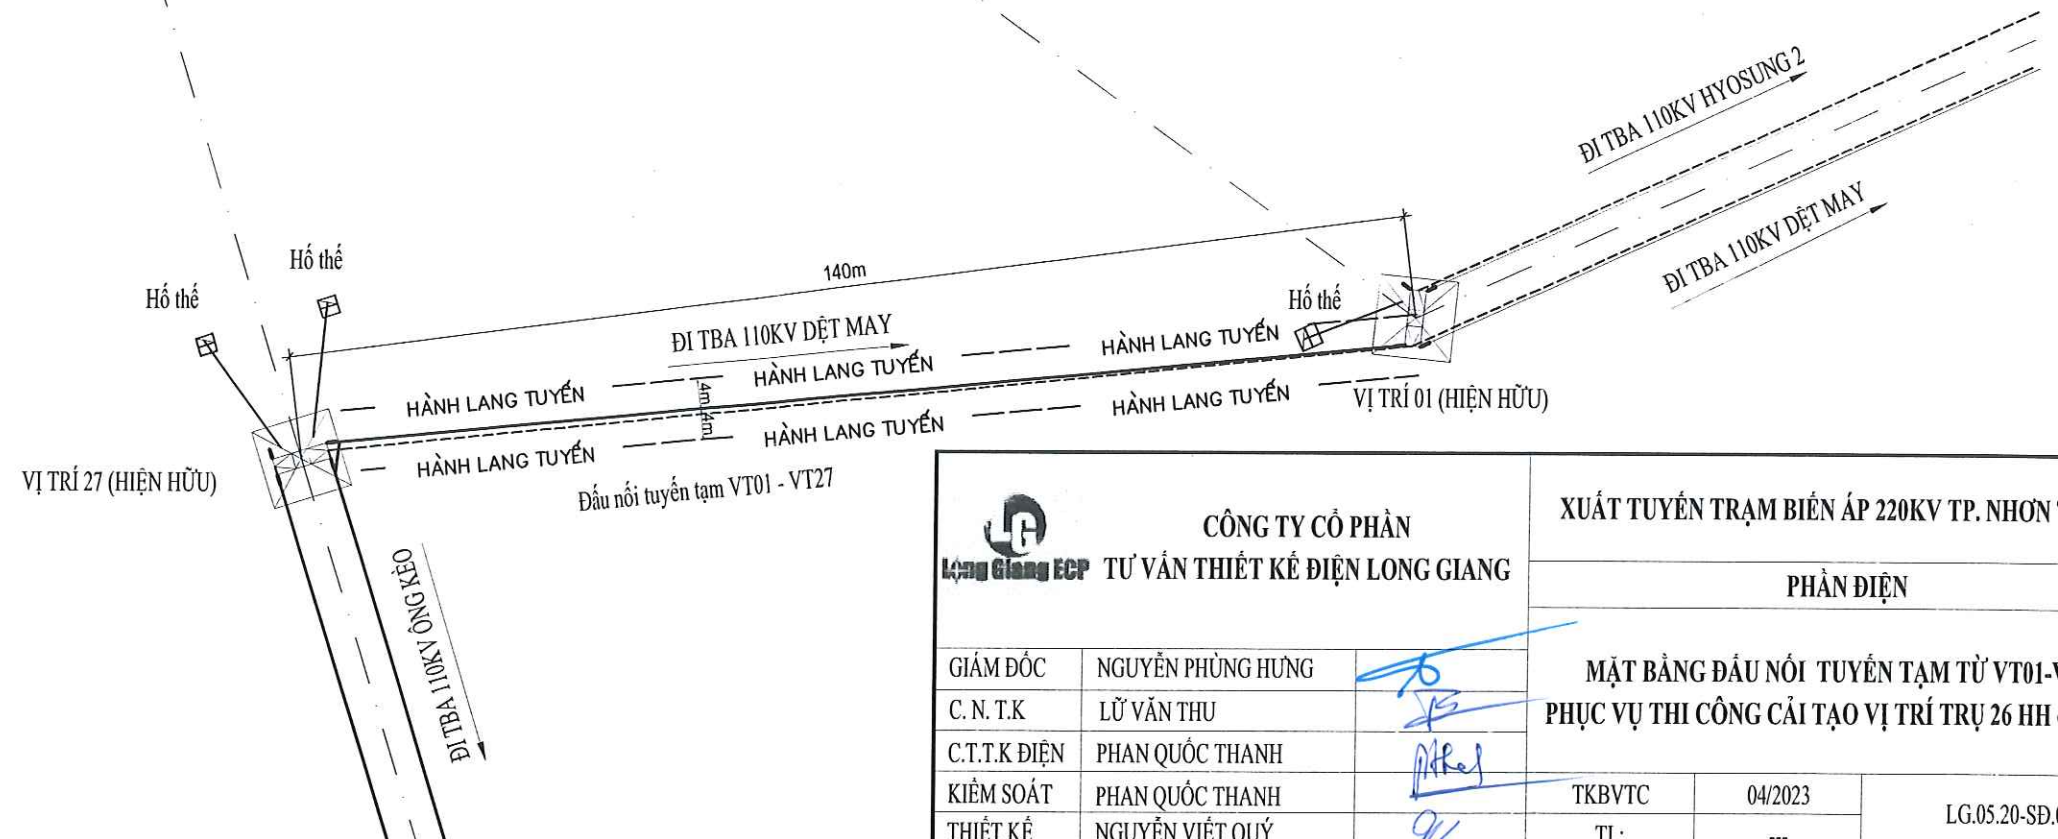 ĐI TBA 110KV HYOSUNG 2
ĐI TBA 110KV DỆT MAY
Hố thế
Hố thế
140m
Hố thế
ĐI TBA 110KV DỆT MAY
HÀNH LANG TUYẾN
HÀNH LANG TUYẾN
HÀNH LANG TUYẾN
4m
4m
HÀNH LANG TUYẾN
HÀNH LANG TUYẾN
HÀNH LANG TUYẾN
VỊ TRÍ 01 (HIỆN HỮU)
VỊ TRÍ 27 (HIỆN HỮU)
Đấu nối tuyến tạm VT01 - VT27
ĐI TBA 110KV ÔNG KÈO
LG
Long Giang ECP
CÔNG TY CỔ PHẦN
TƯ VẤN THIẾT KẾ ĐIỆN LONG GIANG
XUẤT TUYẾN TRẠM BIẾN ÁP 220KV TP. NHƠN
PHẦN ĐIỆN
MẶT BẰNG ĐẤU NỐI TUYẾN TẠM TỪ VT01-
PHỤC VỤ THI CÔNG CẢI TẠO VỊ TRÍ TRỤ 26 HH
GIÁM ĐỐC NGUYỄN PHÙNG HƯNG
C. N. T.K LỮ VĂN THU
C.T.T.K ĐIỆN PHAN QUỐC THANH
KIỂM SOÁT PHAN QUỐC THANH
THIẾT KẾ NGUYỄN VIẾT QUÝ
TKBVTC 04/2023
TL: ---
LG.05.20-SĐ.